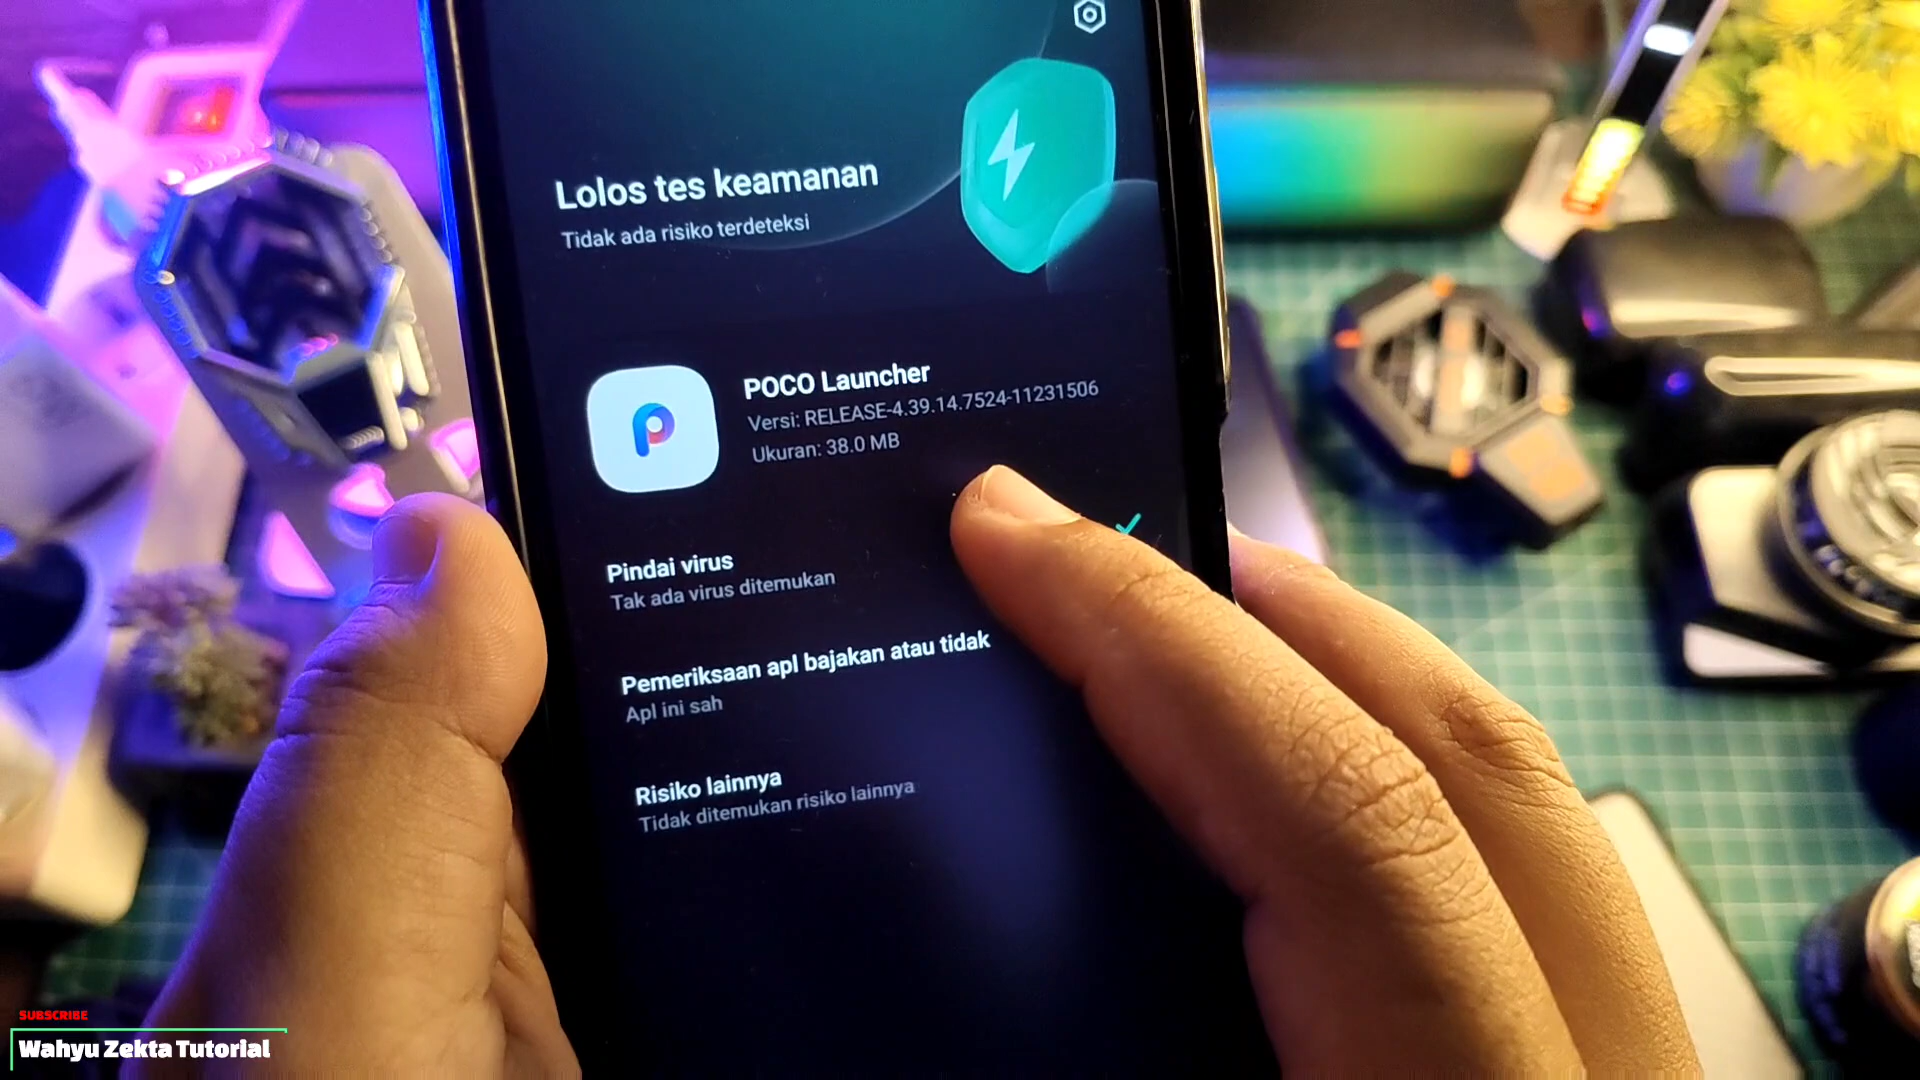 Lolos tes keamanan
Tidak ada risiko terdeteksi
POCO Launcher
Versi: RELEASE-4.39.14.7524-11231506
Ukuran: 38.0 MB
Pindai virus
Tak ada virus ditemukan
Pemeriksaan apl bajakan atau tidak
Apl ini sah
Risiko lainnya
Tidak ditemukan risiko lainnya
SUBSCRIBE
Wahyu Zekta Tutorial